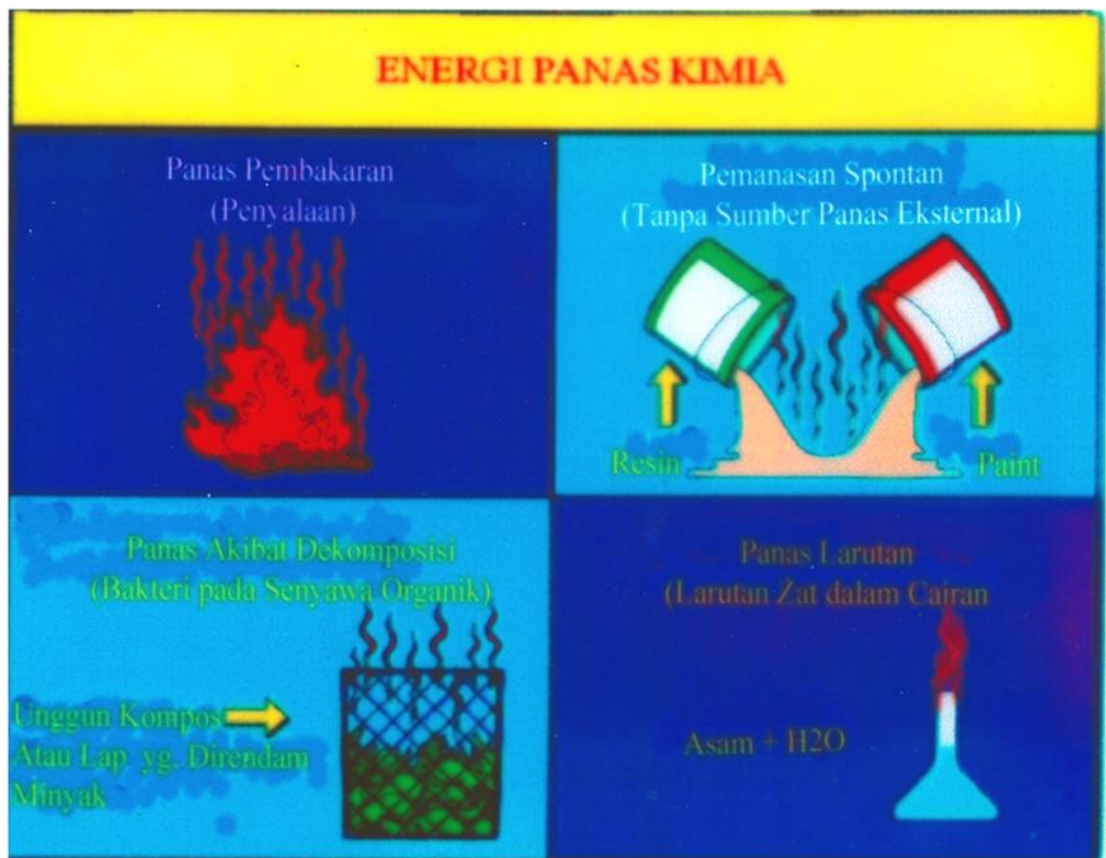 ENERGI PANAS KIMIA
Panas Pembakaran
(Penyalaan)
Pemanasan Spontan
(Tanpa Sumber Panas Eksternal)
Resin
Paint
Panas Akibat Dekomposisi
(Bakteri pada Senyawa Organik)
Unggun Kompos
Atau Lap yg. Direndam
Minyak
Panas Larutan
(Larutan Zat dalam Cairan
Asam + H2O